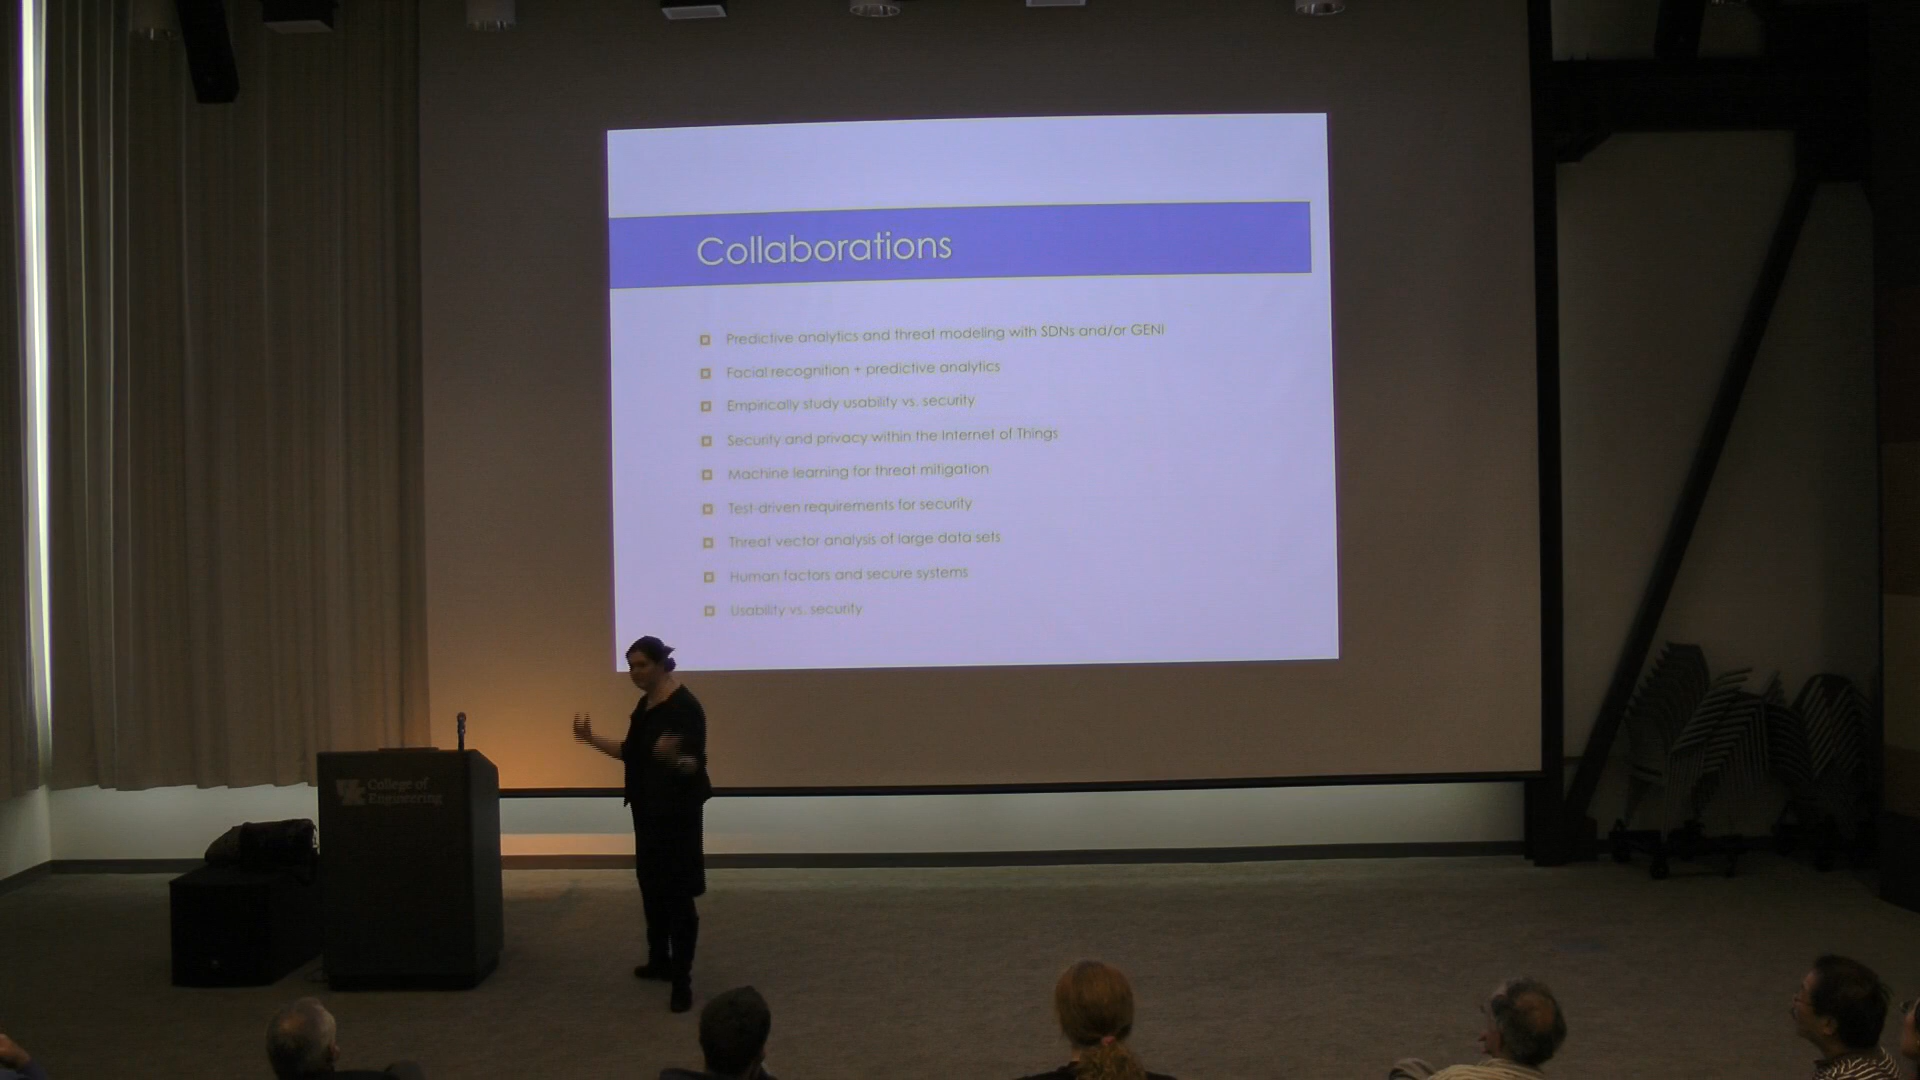 Collaborations
Predictive analytics and threat modeling with SDNs and/or GENI
Facial recognition + predictive analytics
Empirically study usability vs. security
Security and privacy within the Internet of Things
Machine learning for threat mitigation
Test-driven requirements for security
Threat vector analysis of large data sets
Human factors and secure systems
Usability vs. security
College of
Engineering